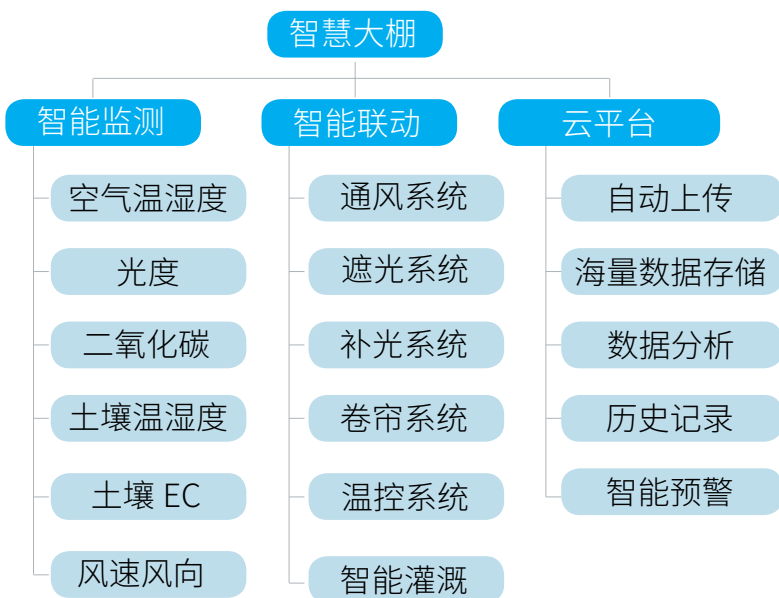 智慧大棚
智能监测
智能联动
云平台
空气温湿度
通风系统
自动上传
光度
遮光系统
海量数据存储
二氧化碳
补光系统
数据分析
土壤温湿度
卷帘系统
历史记录
土壤 EC
温控系统
智能预警
风速风向
智能灌溉